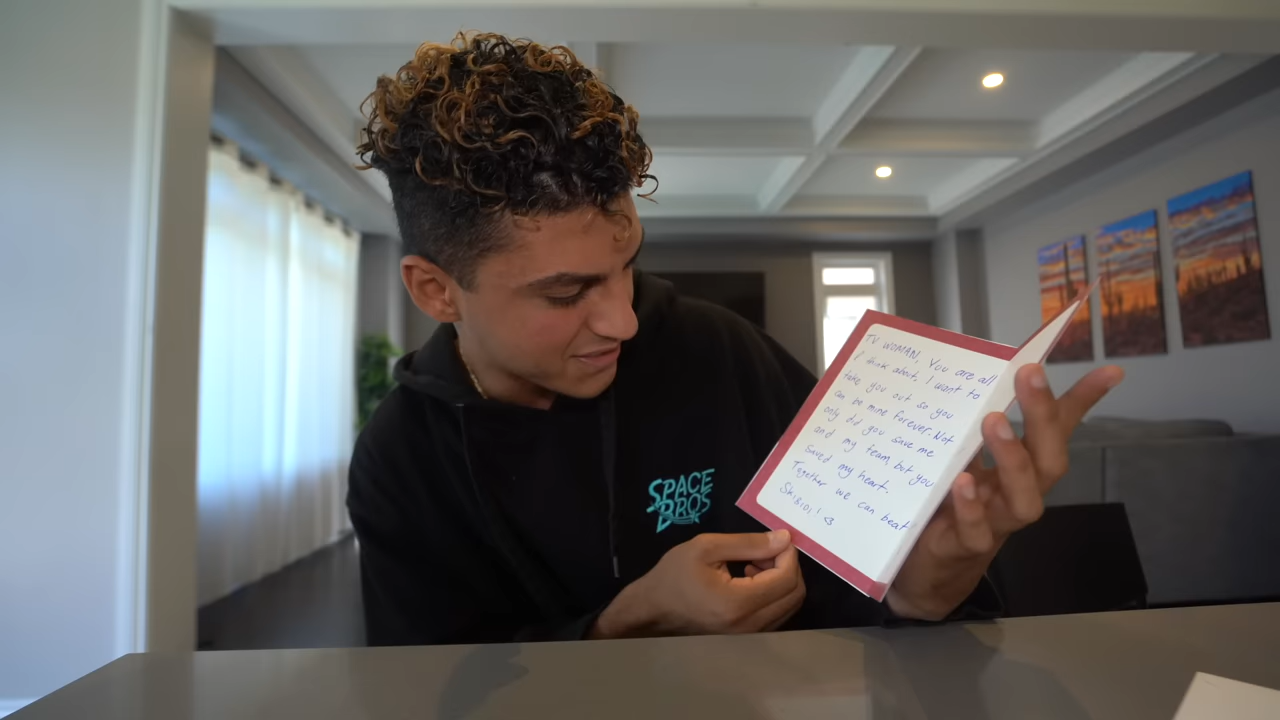 SPACE
BROS
TV WOMAN, You are all
I think about. I want to
take you out so you
can be mine forever. Not
only did you save me
and my team, but you
saved my heart.
Together we can beat
SKIBIDI! <3